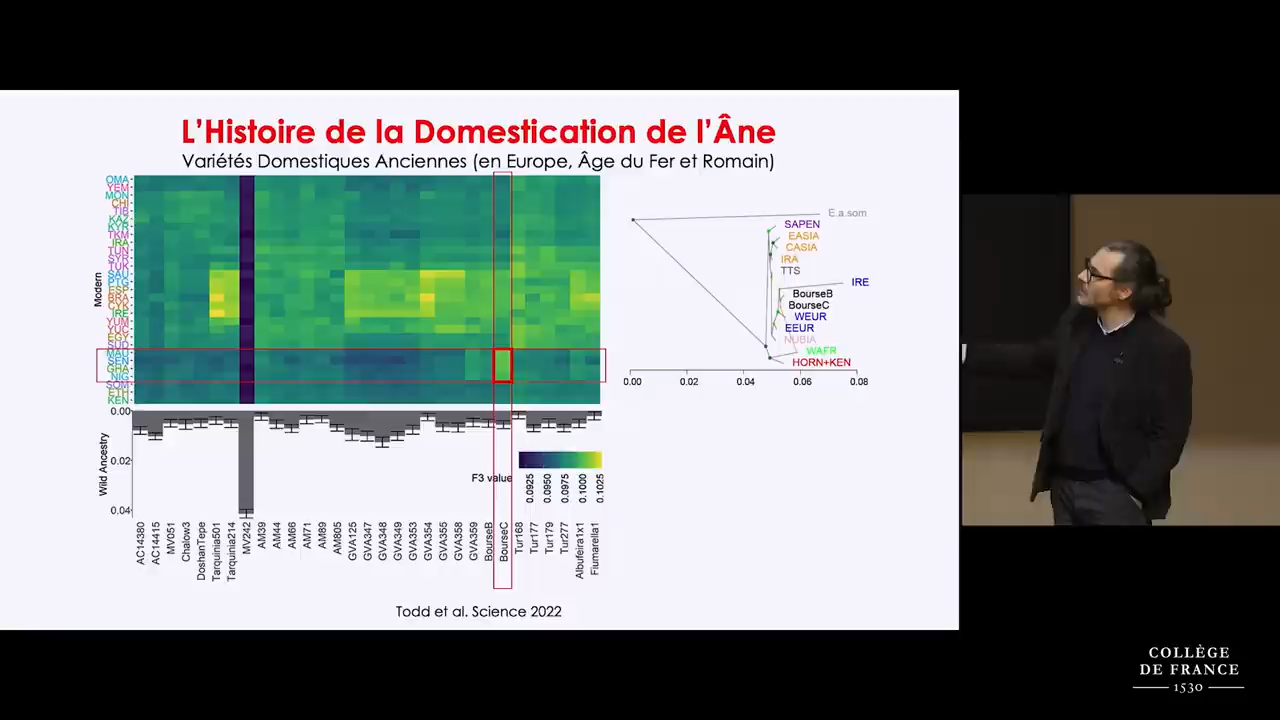 L'Histoire de la Domestication de l'Âne
Variétés Domestiques Anciennes (en Europe, Âge du Fer et Romain)
Modern
OMA
YEM
MON
CHI
TIB
KAZ
KYR
TKM
IRA
TUN
SYR
TUK
SAU
PTG
ESP
BRA
CYK
IRE
YUM
YUC
EGY
SUD
MAU
SEN
GHA
NIG
SOM
ETH
KEN
Wild Ancestry
0.00
0.02
0.04
F3 value
0.0925
0.0950
0.0975
0.1000
0.1025
AC14380
AC14415
MV051
Chalow3
DoshanTepe
Tarquinia501
Tarquinia214
MV242
AM39
AM44
AM66
AM71
AM89
AM805
GVA125
GVA347
GVA348
GVA349
GVA353
GVA354
GVA355
GVA358
GVA359
BourseB
BourseC
Tur168
Tur177
Tur179
Tur277
Albufeira1x1
Fiumarella1
E.a.som
SAPEN
EASIA
CASIA
IRA
TTS
IRE
BourseB
BourseC
WEUR
EEUR
NUBIA
WAFR
HORN+KEN
0.00 0.02 0.04 0.06 0.08
Todd et al. Science 2022
COLLÈGE
DE FRANCE
1530